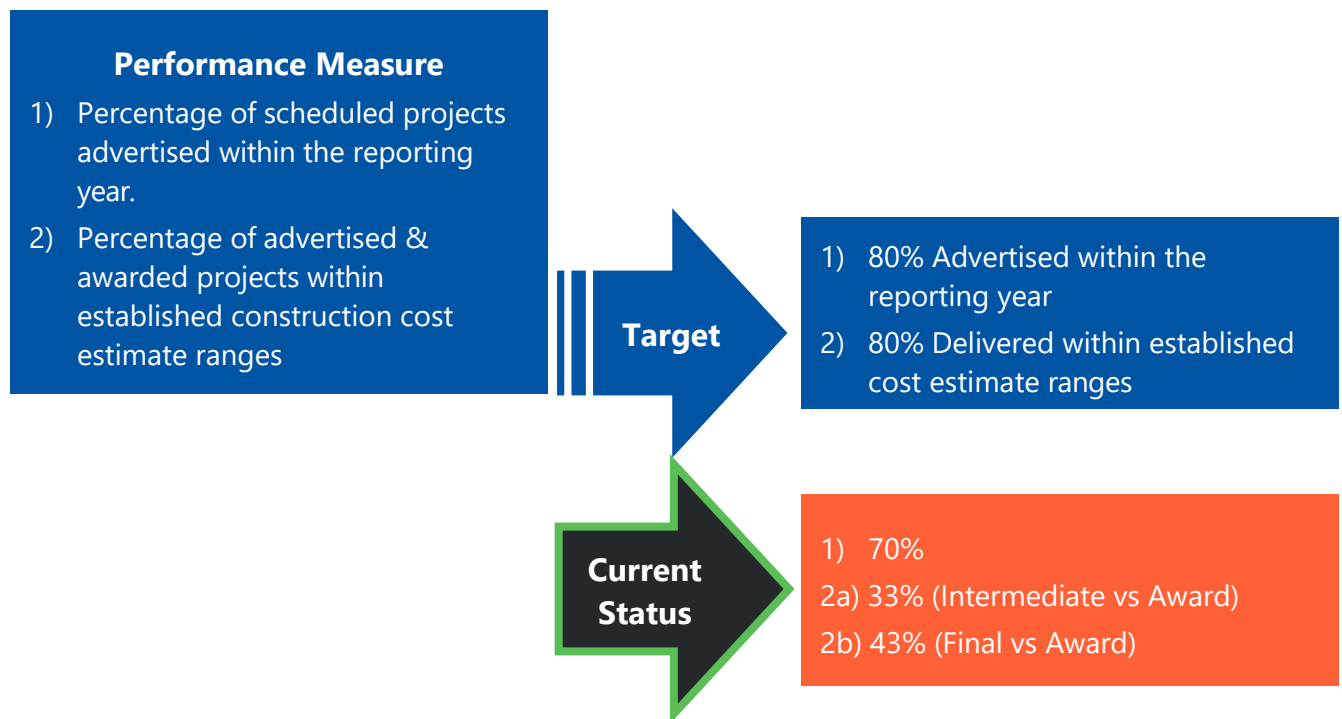 Performance Measure
1) Percentage of scheduled projects
advertised within the reporting
year.
2) Percentage of advertised &
awarded projects within
established construction cost
estimate ranges
Target
1) 80% Advertised within the
reporting year
2) 80% Delivered within established
cost estimate ranges
Current
Status
1) 70%
2a) 33% (Intermediate vs Award)
2b) 43% (Final vs Award)